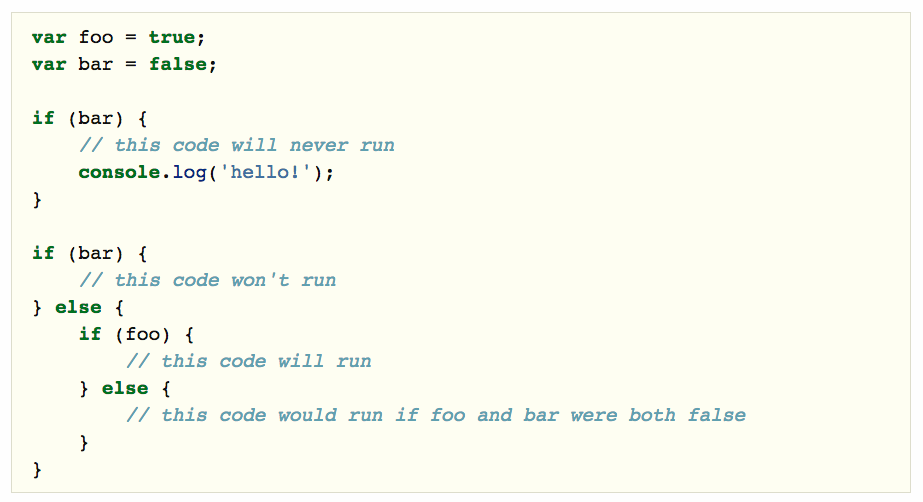 var foo = true;
var bar = false;

if (bar) {
    // this code will never run
    console.log('hello!');
}

if (bar) {
    // this code won't run
} else {
    if (foo) {
        // this code will run
    } else {
        // this code would run if foo and bar were both false
    }
}